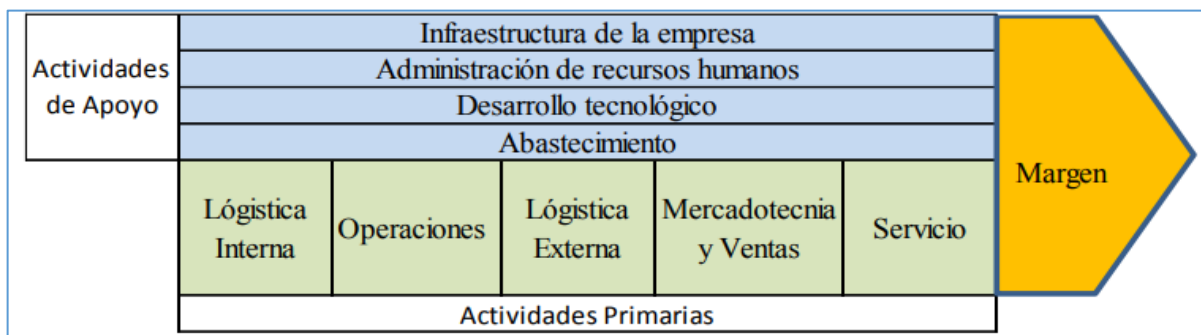 Actividades
de Apoyo
Infraestructura de la empresa
Administración de recursos humanos
Desarrollo tecnológico
Abastecimiento
Lógistica
Interna
Operaciones
Lógistica
Externa
Mercadotecnia
y Ventas
Servicio
Margen
Actividades Primarias